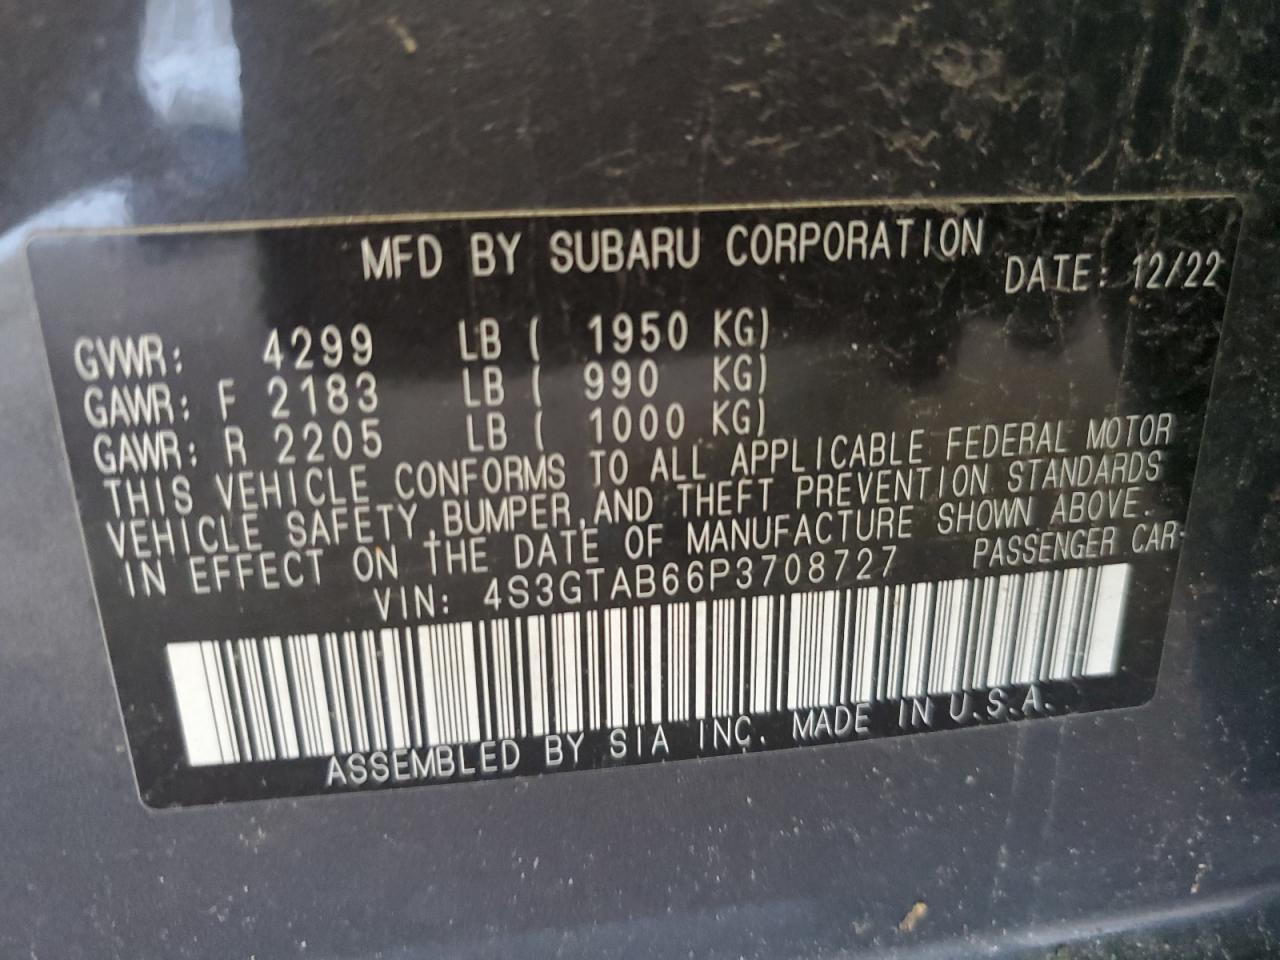 MFD BY SUBARU CORPORATION
DATE: 12/22
GVWR: 4299 LB ( 1950 KG)
GAWR: F 2183 LB ( 990 KG)
GAWR: R 2205 LB ( 1000 KG)
THIS VEHICLE CONFORMS TO ALL APPLICABLE FEDERAL MOTOR
VEHICLE SAFETY,BUMPER,AND THEFT PREVENTION STANDARDS
IN EFFECT ON THE DATE OF MANUFACTURE SHOWN ABOVE.
VIN: 4S3GTAB66P3708727 PASSENGER CAR
ASSEMBLED BY SIA INC. MADE IN U.S.A.